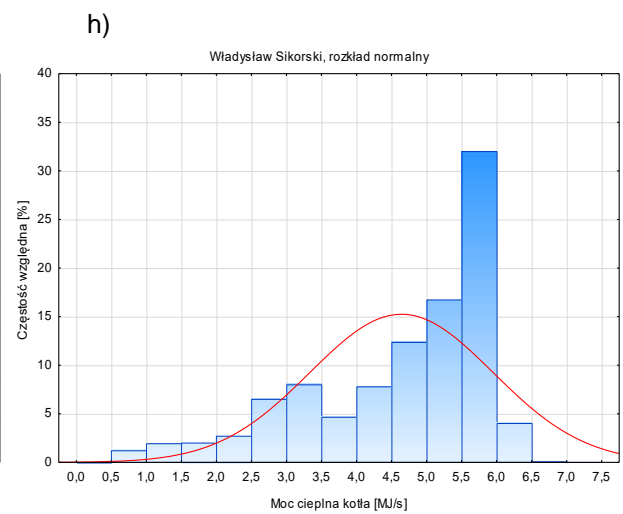 h)
Władysław Sikorski, rozkład normalny
40
35
30
25
20
15
10
5
0
Częstość względna [%]
0,0 0,5 1,0 1,5 2,0 2,5 3,0 3,5 4,0 4,5 5,0 5,5 6,0 6,5 7,0 7,5
Moc cieplna kotła [MJ/s]